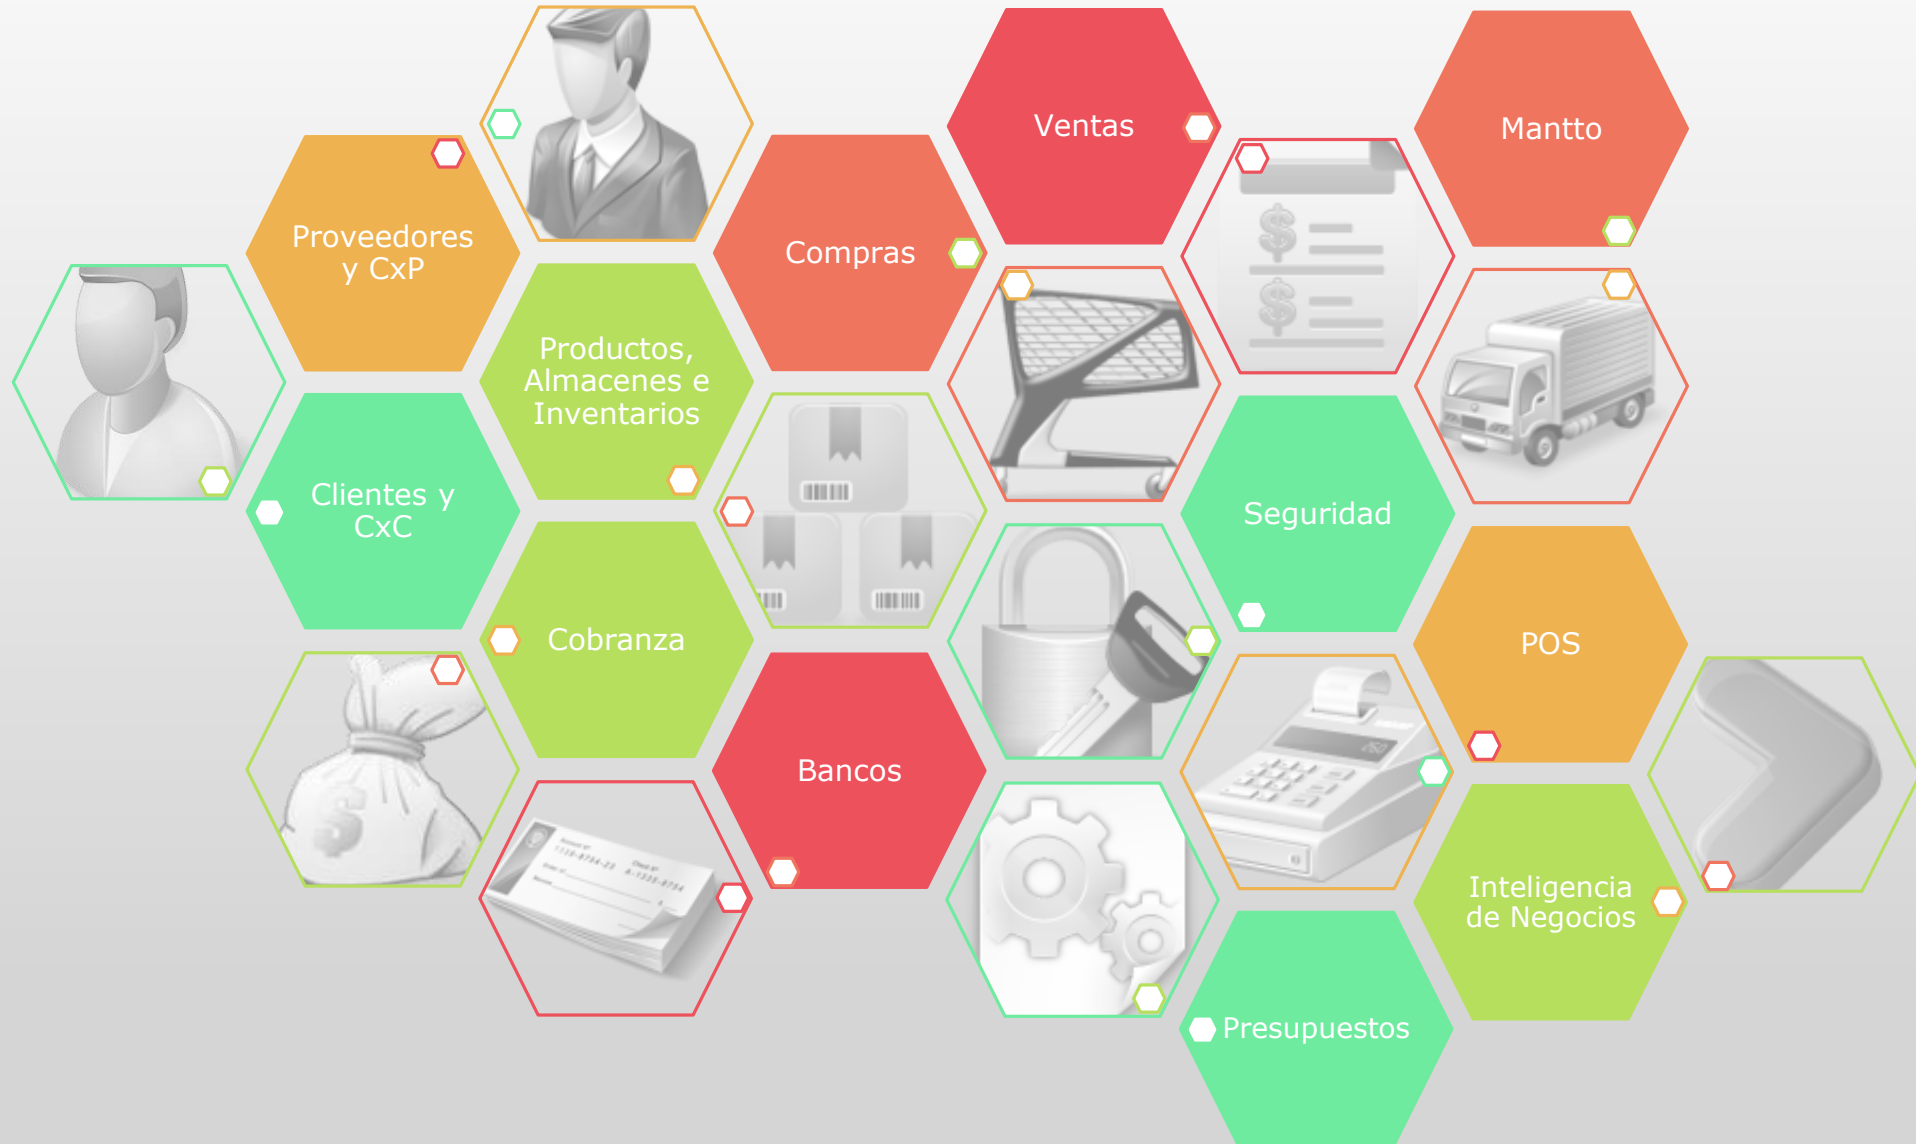 Ventas
Mantto
Proveedores
y CxP
Compras
$
$
Productos,
Almacenes e
Inventarios
Clientes y
CxC
Seguridad
Cobranza
POS
Bancos
$
Inteligencia
de Negocios
Presupuestos